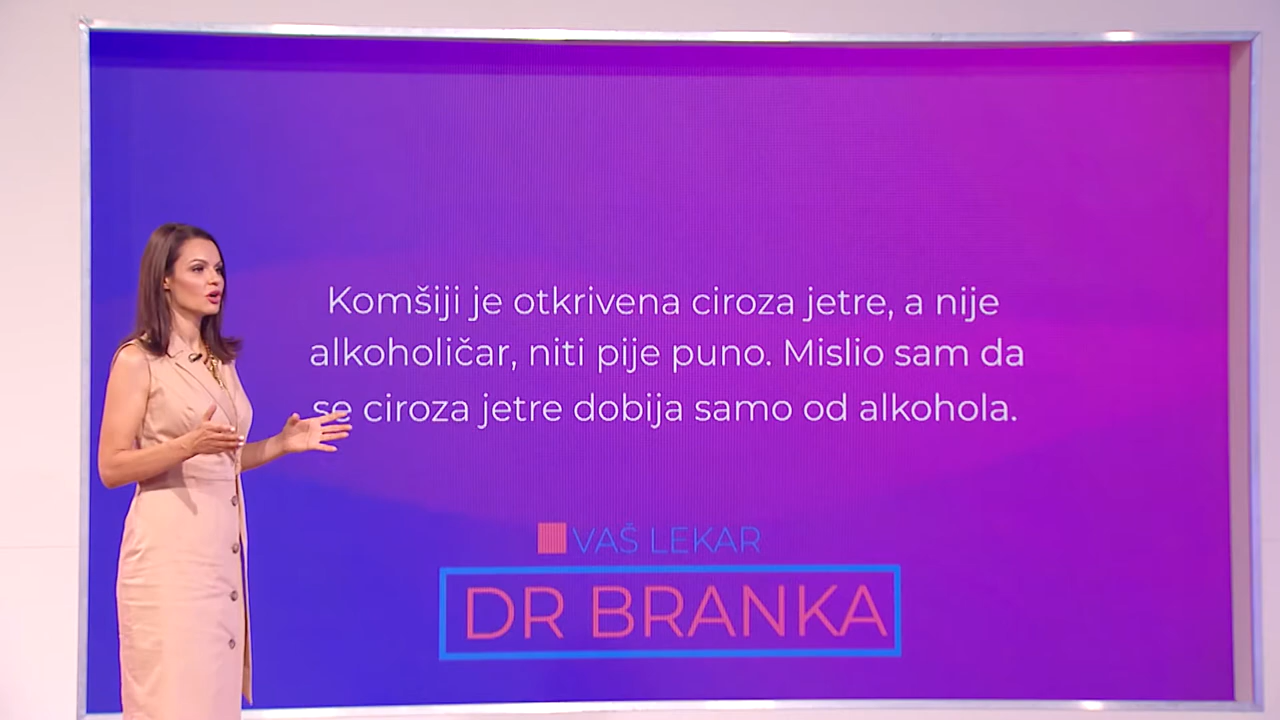 Komšiji je otkrivena ciroza jetre, a nije
alkoholičar, niti pije puno. Mislio sam da
se ciroza jetre dobija samo od alkohola.
VAŠ LEKAR
DR BRANKA